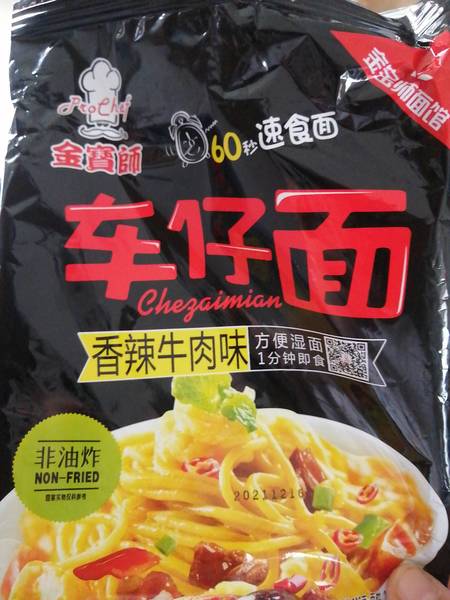 ProChef
金寶師
60秒速食面
金宝师面馆
车仔面
Chezaimian
香辣牛肉味
方便湿面
1分钟即食
非油炸
NON-FRIED
20211216